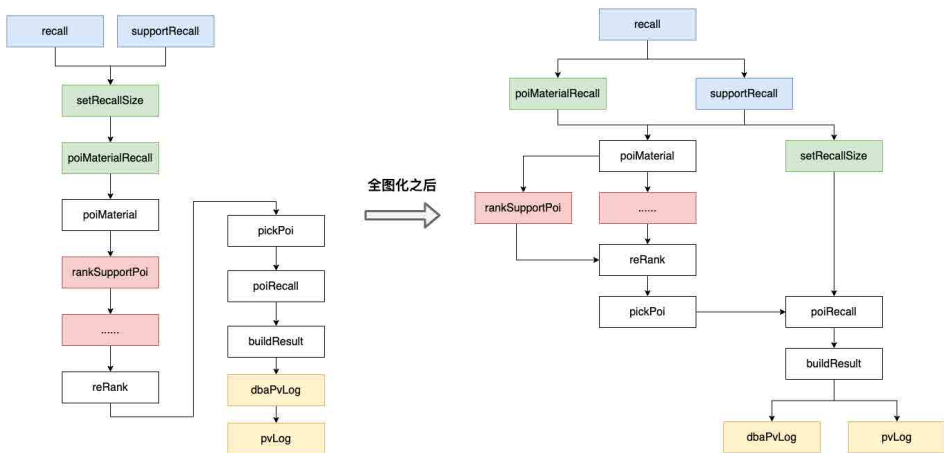 recall
supportRecall
setRecallSize
poiMaterialRecall
poiMaterial
rankSupportPoi
......
reRank
pickPoi
poiRecall
buildResult
dbaPvLog
pvLog
全图化之后
recall
poiMaterialRecall
supportRecall
poiMaterial
setRecallSize
rankSupportPoi
......
reRank
pickPoi
poiRecall
buildResult
dbaPvLog
pvLog